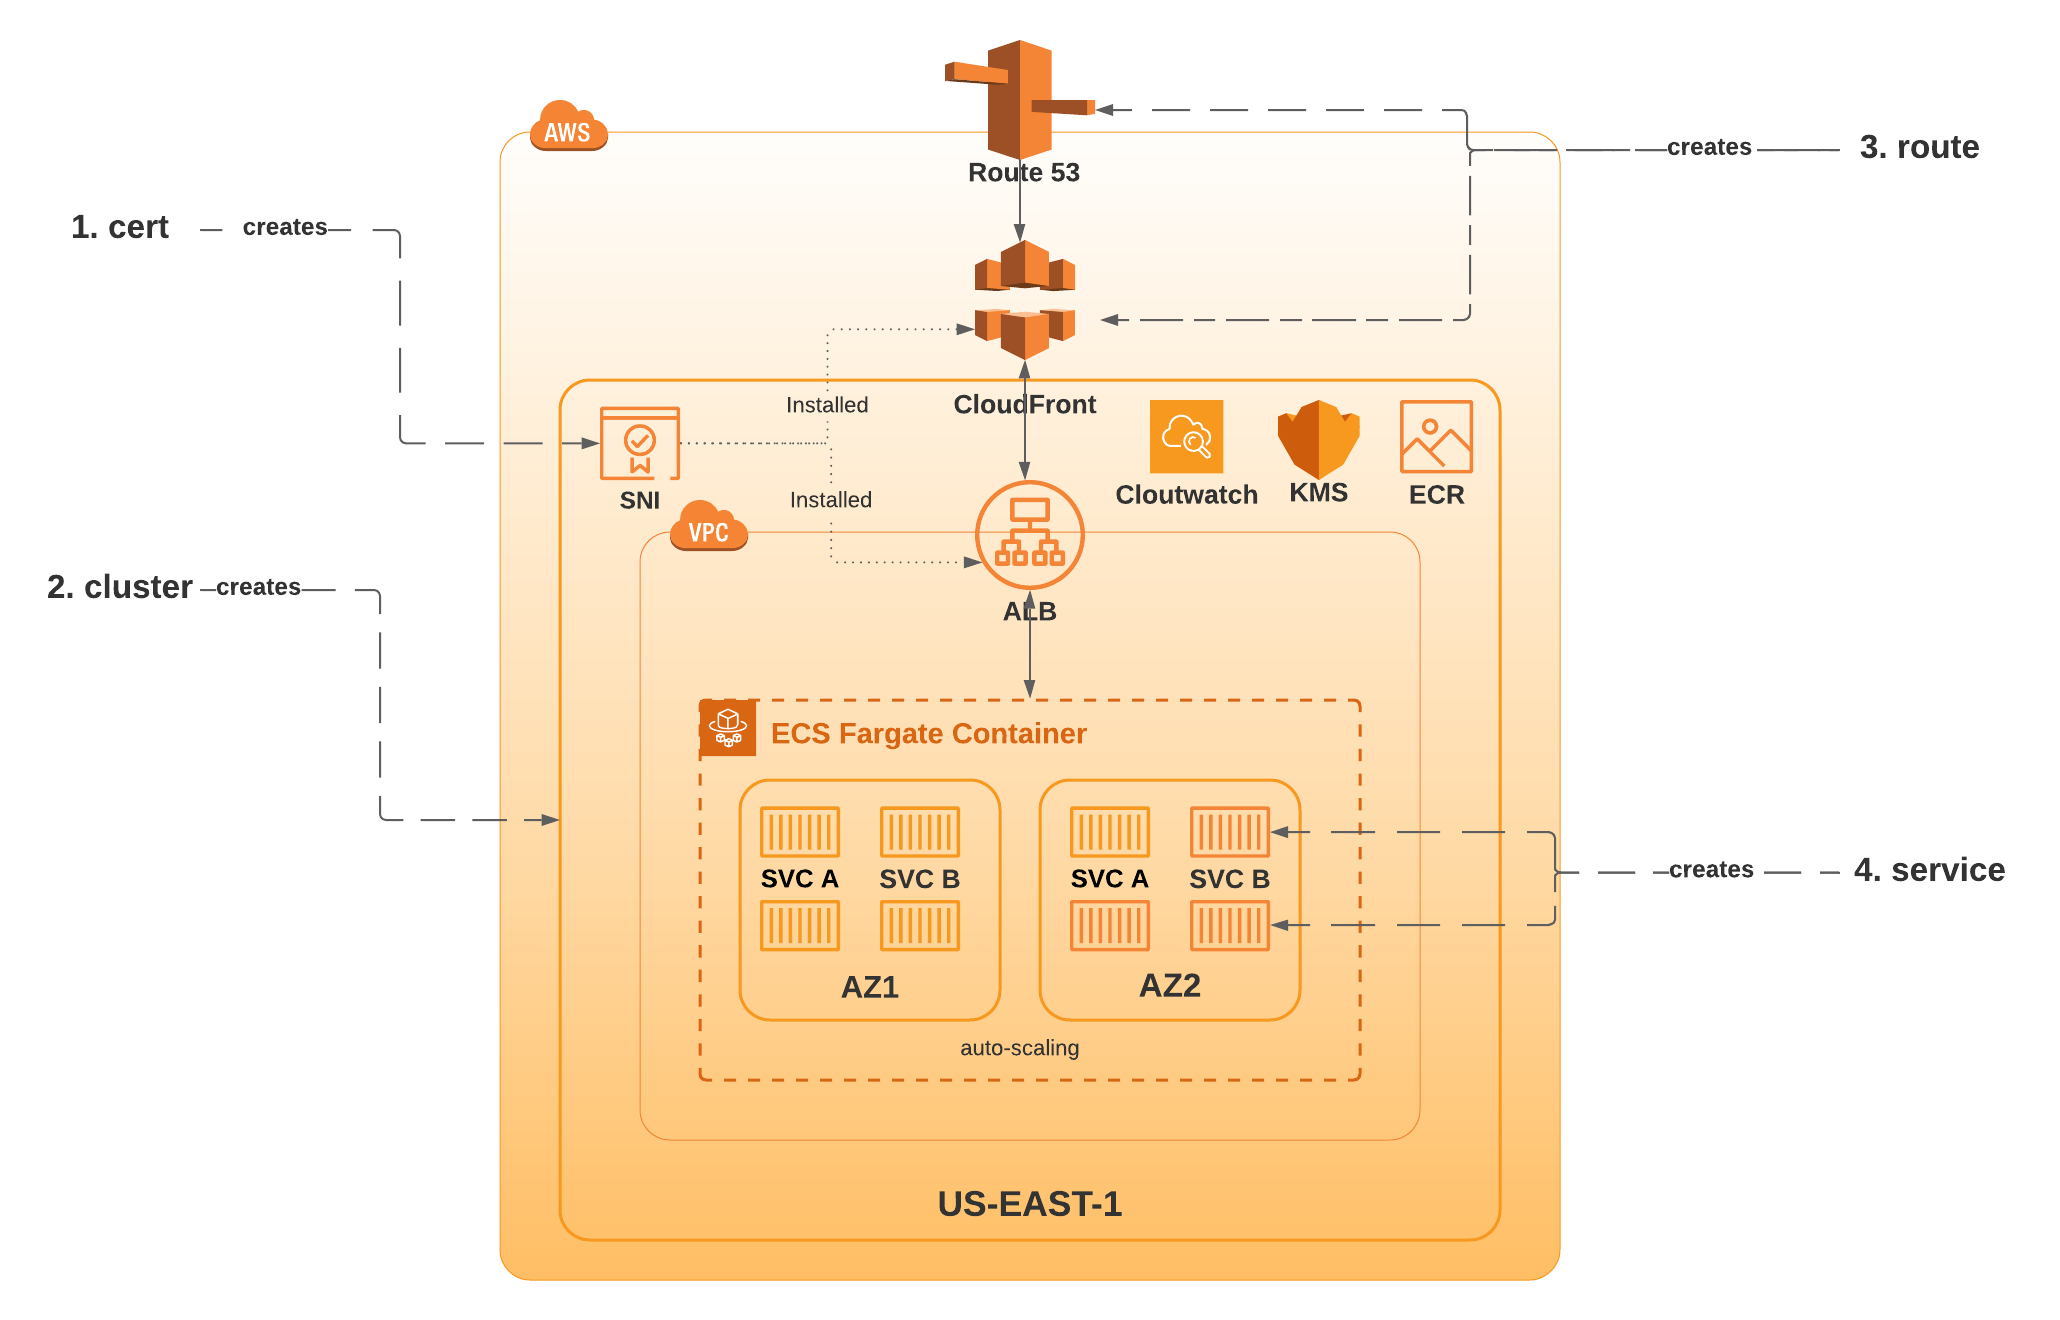 AWS
Route 53
creates
3. route
1. cert
creates
Installed
CloudFront
SNI
Installed
Cloutwatch
KMS
ECR
VPC
2. cluster
creates
ALB
ECS Fargate Container
SVC A
SVC B
SVC A
SVC B
creates
4. service
AZ1
AZ2
auto-scaling
US-EAST-1